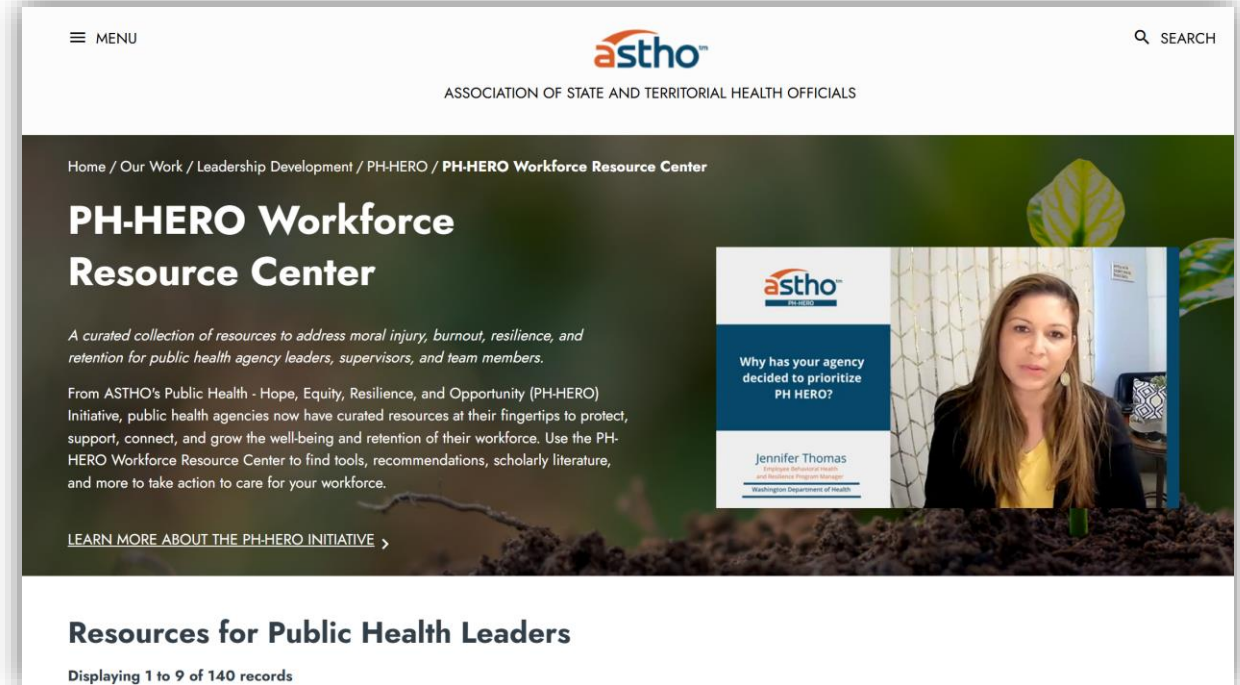 MENU
astho™
SEARCH
ASSOCIATION OF STATE AND TERRITORIAL HEALTH OFFICIALS
Home / Our Work / Leadership Development / PH-HERO / PH-HERO Workforce Resource Center
PH-HERO Workforce
Resource Center
A curated collection of resources to address moral injury, burnout, resilience, and
retention for public health agency leaders, supervisors, and team members.
From ASTHO's Public Health - Hope, Equity, Resilience, and Opportunity (PH-HERO)
Initiative, public health agencies now have curated resources at their fingertips to protect,
support, connect, and grow the well-being and retention of their workforce. Use the PH-
HERO Workforce Resource Center to find tools, recommendations, scholarly literature,
and more to take action to care for your workforce.
LEARN MORE ABOUT THE PH-HERO INITIATIVE
astho™
PH-HERO
Why has your agency
decided to prioritize
PH HERO?
Jennifer Thomas
Employee Behavioral Health
and Resilience Program Manager
Washington Department of Health
Resources for Public Health Leaders
Displaying 1 to 9 of 140 records